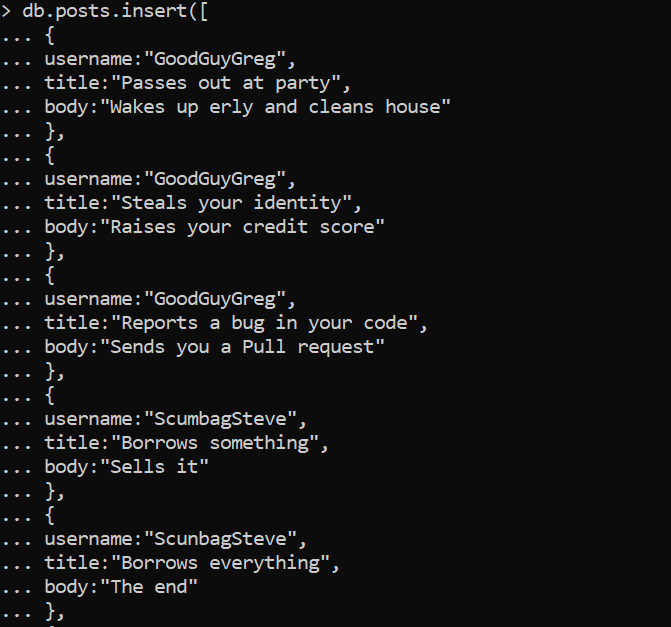 > db.posts.insert([
... {
... username:"GoodGuyGreg",
... title:"Passes out at party",
... body:"Wakes up erly and cleans house"
... },
... {
... username:"GoodGuyGreg",
... title:"Steals your identity",
... body:"Raises your credit score"
... },
... {
... username:"GoodGuyGreg",
... title:"Reports a bug in your code",
... body:"Sends you a Pull request"
... },
... {
... username:"ScumbagSteve",
... title:"Borrows something",
... body:"Sells it"
... },
... {
... username:"ScunbagSteve",
... title:"Borrows everything",
... body:"The end"
... },